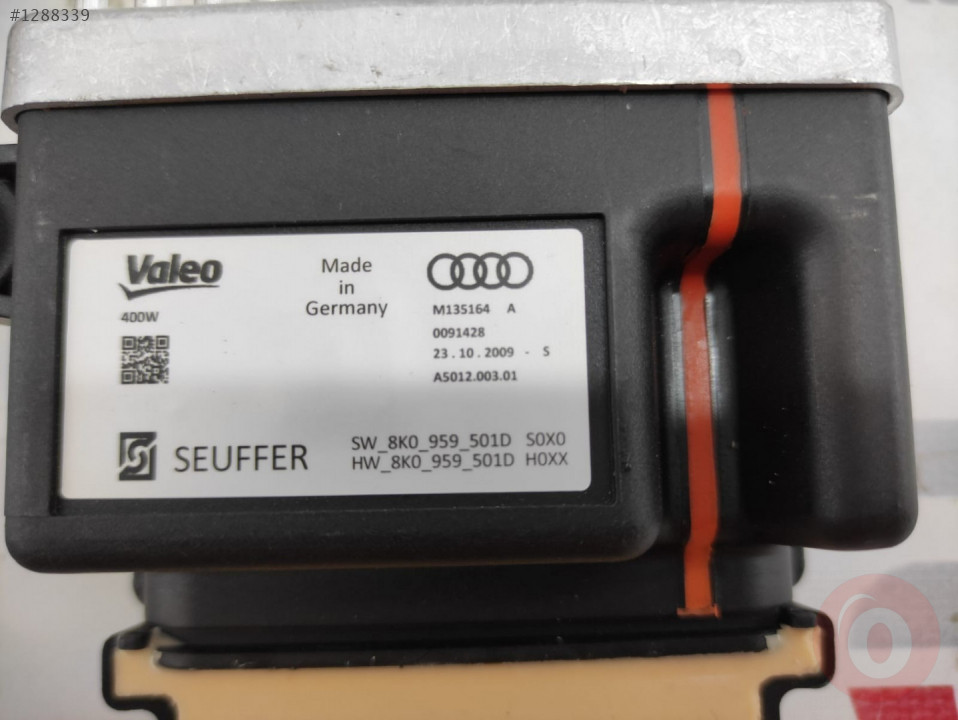 #1288339
Valeo
400W
Made
in
Germany
M135164 A
0091428
23.10.2009 - S
A5012.003.01
SEUFFER
SW_8K0_959_501D S0X0
HW_8K0_959_501D H0XX